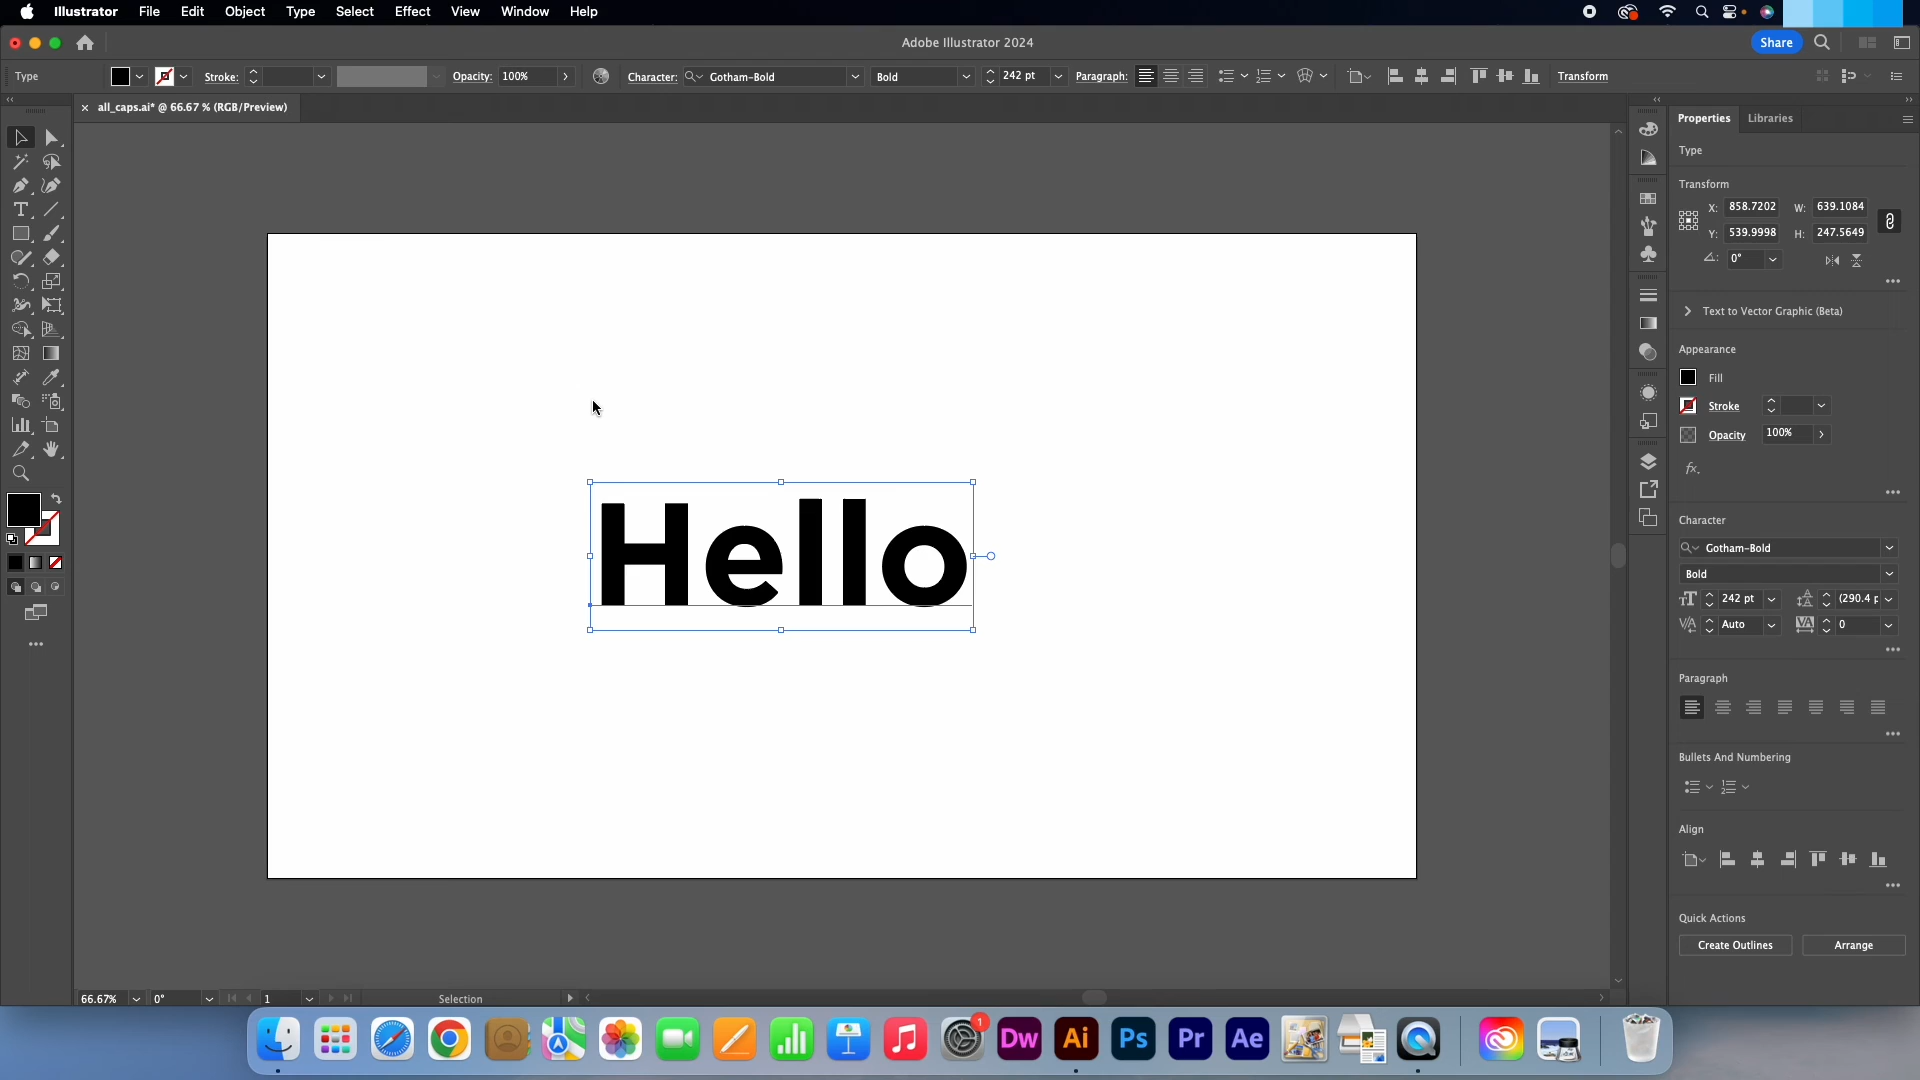 Illustrator File Edit Object Type Select Effect View Window Help
Adobe Illustrator 2024
Share
Type Stroke: Opacity: 100% Character: Gotham-Bold Bold 242 pt Paragraph: Transform
× all_caps.ai* @ 66.67 % (RGB/Preview)
Properties Libraries
Type
Transform
X: 858.7202 W: 639.1084
Y: 539.9998 H: 247.5649
0°
Text to Vector Graphic (Beta)
Appearance
Fill
Stroke
Opacity 100%
fx.
Character
Gotham-Bold
Bold
242 pt (290.4 p
Auto 0
Paragraph
Bullets And Numbering
Align
Quick Actions
Create Outlines Arrange
Hello
66.67% 0° 1 Selection
1
Dw Ai Ps Pr Ae